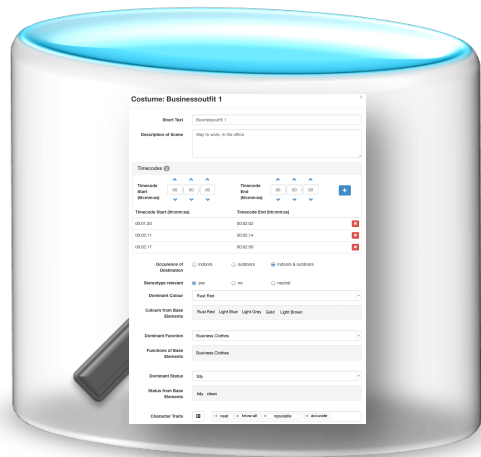 Costume: Businessoutfit 1 ×
Short Text Businessoutfit 1
Description of Scene Way to work, in the office
Timecodes
Timecode Start (hh:mm:ss) 00 : 00 : 00 Timecode End (hh:mm:ss) 00 : 00 : 00 +
Timecode Start (hh:mm:ss) Timecode End (hh:mm:ss)
00:01:20 00:02:02
00:02:11 00:02:14
00:02:17 00:02:56
Occurence of Destination indoors outdoors indoors & outdoors
Stereotype relevant yes no neutral
Dominant Colour Rust Red
Colours from Base Elements Rust Red Light Blue Light Grey Gold Light Brown
Dominant Function Business Clothes
Functions of Base Elements Business Clothes
Dominant Status tidy
Status from Base Elements tidy clean
Character Traits × neat × know-all × reputable × accurate